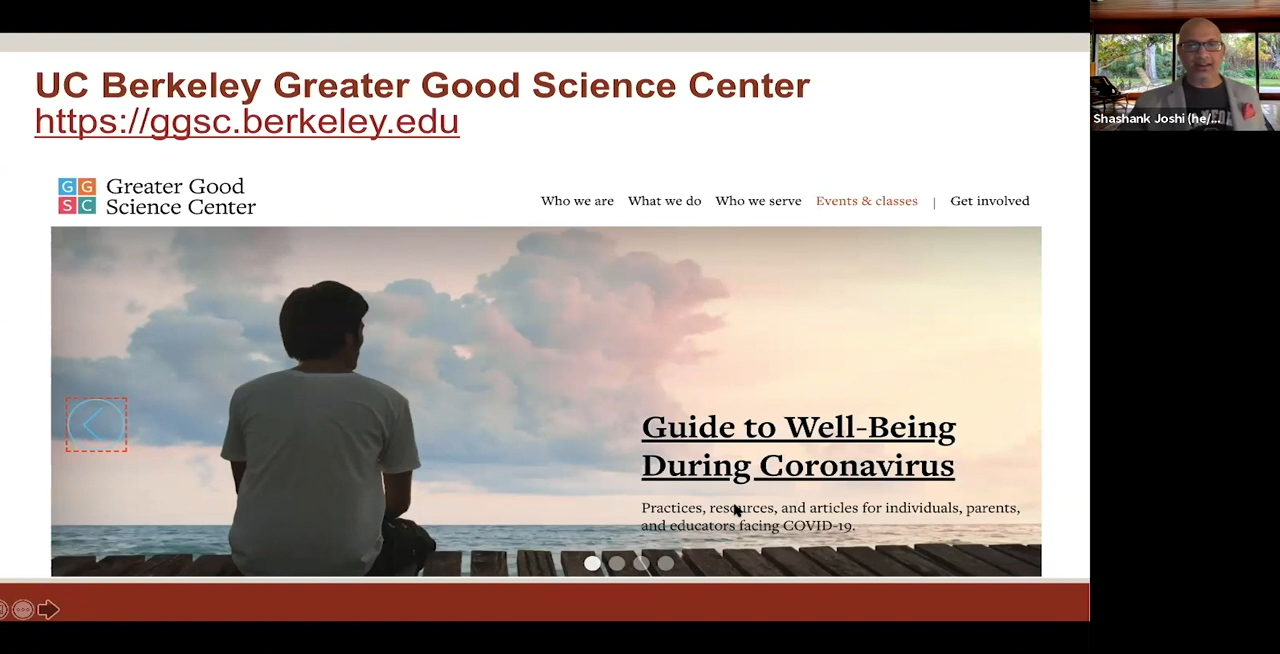 UC Berkeley Greater Good Science Center
https://ggsc.berkeley.edu
GG
SC
Greater Good
Science Center
Who we are What we do Who we serve Events & classes | Get involved
Guide to Well-Being
During Coronavirus
Practices, resources, and articles for individuals, parents,
and educators facing COVID-19.
Shashank Joshi (he/...